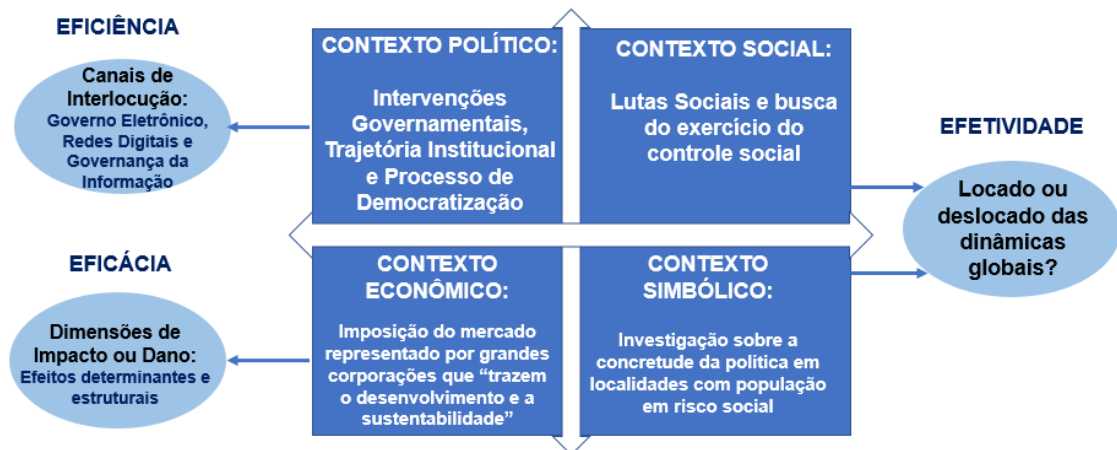 EFICIÊNCIA
Canais de
Interlocução:
Governo Eletrônico,
Redes Digitais e
Governança da
Informação
CONTEXTO POLÍTICO:
Intervenções
Governamentais,
Trajetória Institucional
e Processo de
Democratização
CONTEXTO SOCIAL:
Lutas Sociais e busca
do exercício do
controle social
EFETIVIDADE
Locado ou
deslocado das
dinâmicas
globais?
EFICÁCIA
Dimensões de
Impacto ou Dano:
Efeitos determinantes e
estruturais
CONTEXTO
ECONÔMICO:
Imposição do mercado
representado por grandes
corporações que “trazem
o desenvolvimento e a
sustentabilidade”
CONTEXTO
SIMBÓLICO:
Investigação sobre a
concretude da política em
localidades com população
em risco social